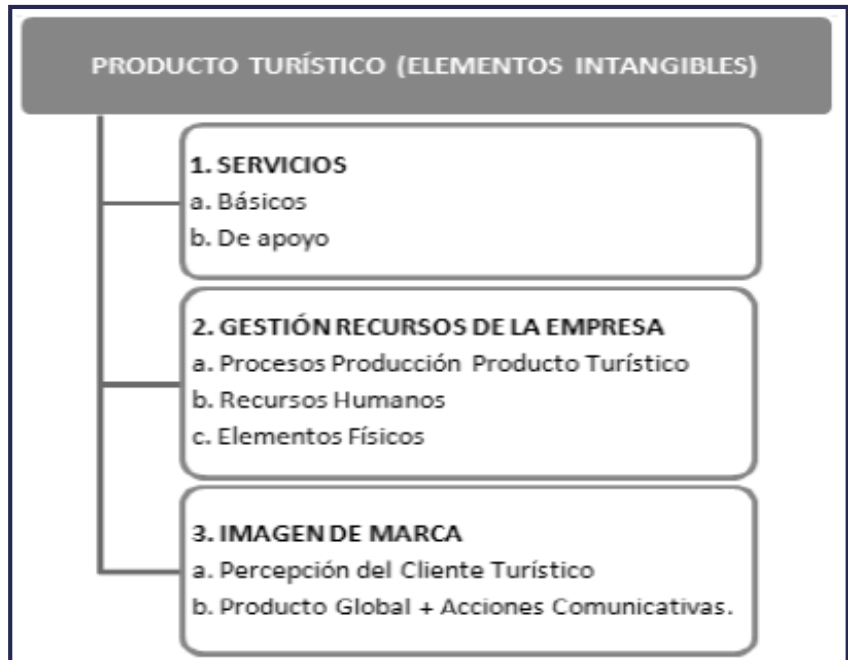 PRODUCTO TURÍSTICO (ELEMENTOS INTANGIBLES)
1. SERVICIOS
a. Básicos
b. De apoyo
2. GESTIÓN RECURSOS DE LA EMPRESA
a. Procesos Producción Producto Turístico
b. Recursos Humanos
c. Elementos Físicos
3. IMAGEN DE MARCA
a. Percepción del Cliente Turístico
b. Producto Global + Acciones Comunicativas.